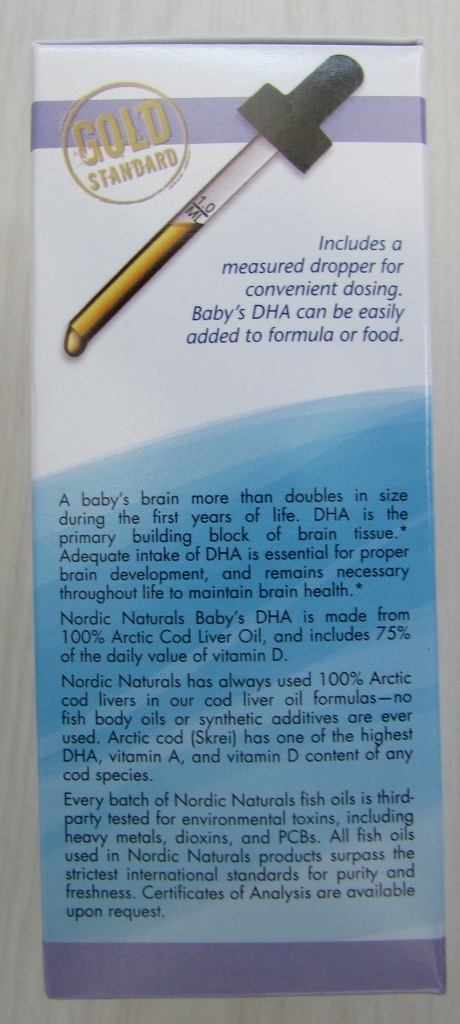 GOLD
STANDARD
1.0
ML
Includes a
measured dropper for
convenient dosing.
Baby's DHA can be easily
added to formula or food.
A baby's brain more than doubles in size
during the first years of life. DHA is the
primary building block of brain tissue.*
Adequate intake of DHA is essential for proper
brain development, and remains necessary
throughout life to maintain brain health.*
Nordic Naturals Baby's DHA is made from
100% Arctic Cod Liver Oil, and includes 75%
of the daily value of vitamin D.
Nordic Naturals has always used 100% Arctic
cod livers in our cod liver oil formulas—no
fish body oils or synthetic additives are ever
used. Arctic cod (Skrei) has one of the highest
DHA, vitamin A, and vitamin D content of any
cod species.
Every batch of Nordic Naturals fish oils is third-
party tested for environmental toxins, including
heavy metals, dioxins, and PCBs. All fish oils
used in Nordic Naturals products surpass the
strictest international standards for purity and
freshness. Certificates of Analysis are available
upon request.